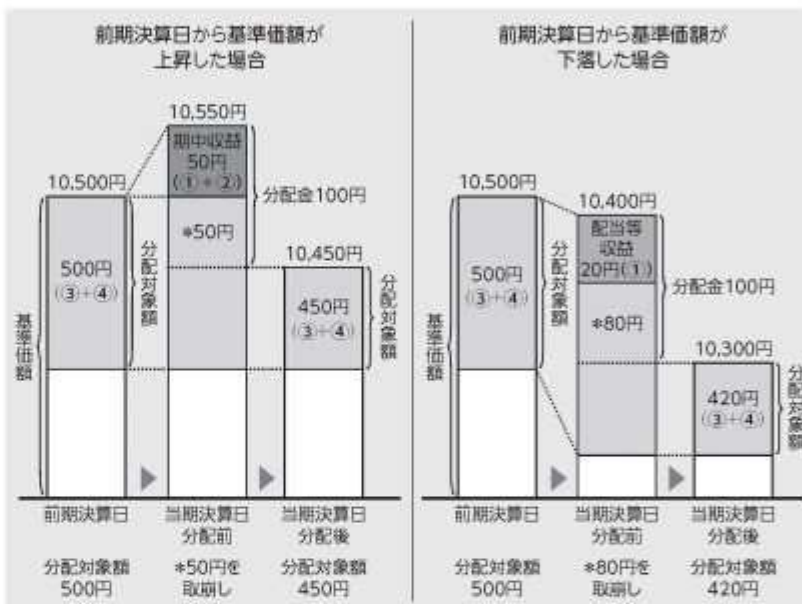 前期決算日から基準価額が
上昇した場合
10,550円
期中収益
50円
(①+②)
10,500円
分配金100円
*50円
10,450円
500円
(③+④)
分配対象額
450円
(③+④)
分配対象額
基準価額
前期決算日
当期決算日
分配前
当期決算日
分配後
分配対象額
500円
*50円を
取崩し
分配対象額
450円
前期決算日から基準価額が
下落した場合
10,500円
10,400円
配当等
収益
20円(①)
500円
(③+④)
分配対象額
分配金100円
*80円
10,300円
420円
(③+④)
分配対象額
基準価額
前期決算日
当期決算日
分配前
当期決算日
分配後
分配対象額
500円
*80円を
取崩し
分配対象額
420円